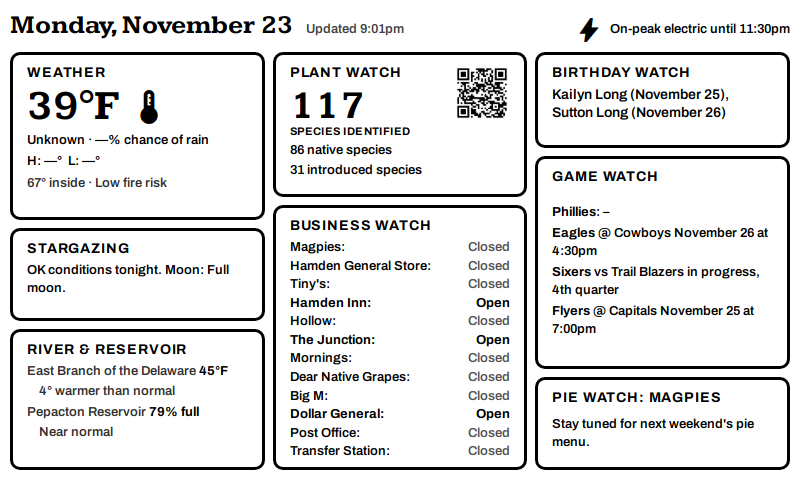 Monday, November 23
Updated 9:01pm
On-peak electric until 11:30pm
WEATHER
39°F
Unknown · —% chance of rain
H: —° L: —°
67° inside · Low fire risk
STARGAZING
OK conditions tonight. Moon: Full
moon.
RIVER & RESERVOIR
East Branch of the Delaware 45°F
4° warmer than normal
Pepacton Reservoir 79% full
Near normal
PLANT WATCH
117
SPECIES IDENTIFIED
86 native species
31 introduced species
BUSINESS WATCH
Magpies: Closed
Hamden General Store: Closed
Tiny's: Closed
Hamden Inn: Open
Hollow: Closed
The Junction: Open
Mornings: Closed
Dear Native Grapes: Closed
Big M: Closed
Dollar General: Open
Post Office: Closed
Transfer Station: Closed
BIRTHDAY WATCH
Kailyn Long (November 25),
Sutton Long (November 26)
GAME WATCH
Phillies: –
Eagles @ Cowboys November 26 at
4:30pm
Sixers vs Trail Blazers in progress,
4th quarter
Flyers @ Capitals November 25 at
7:00pm
PIE WATCH: MAGPIES
Stay tuned for next weekend's pie
menu.